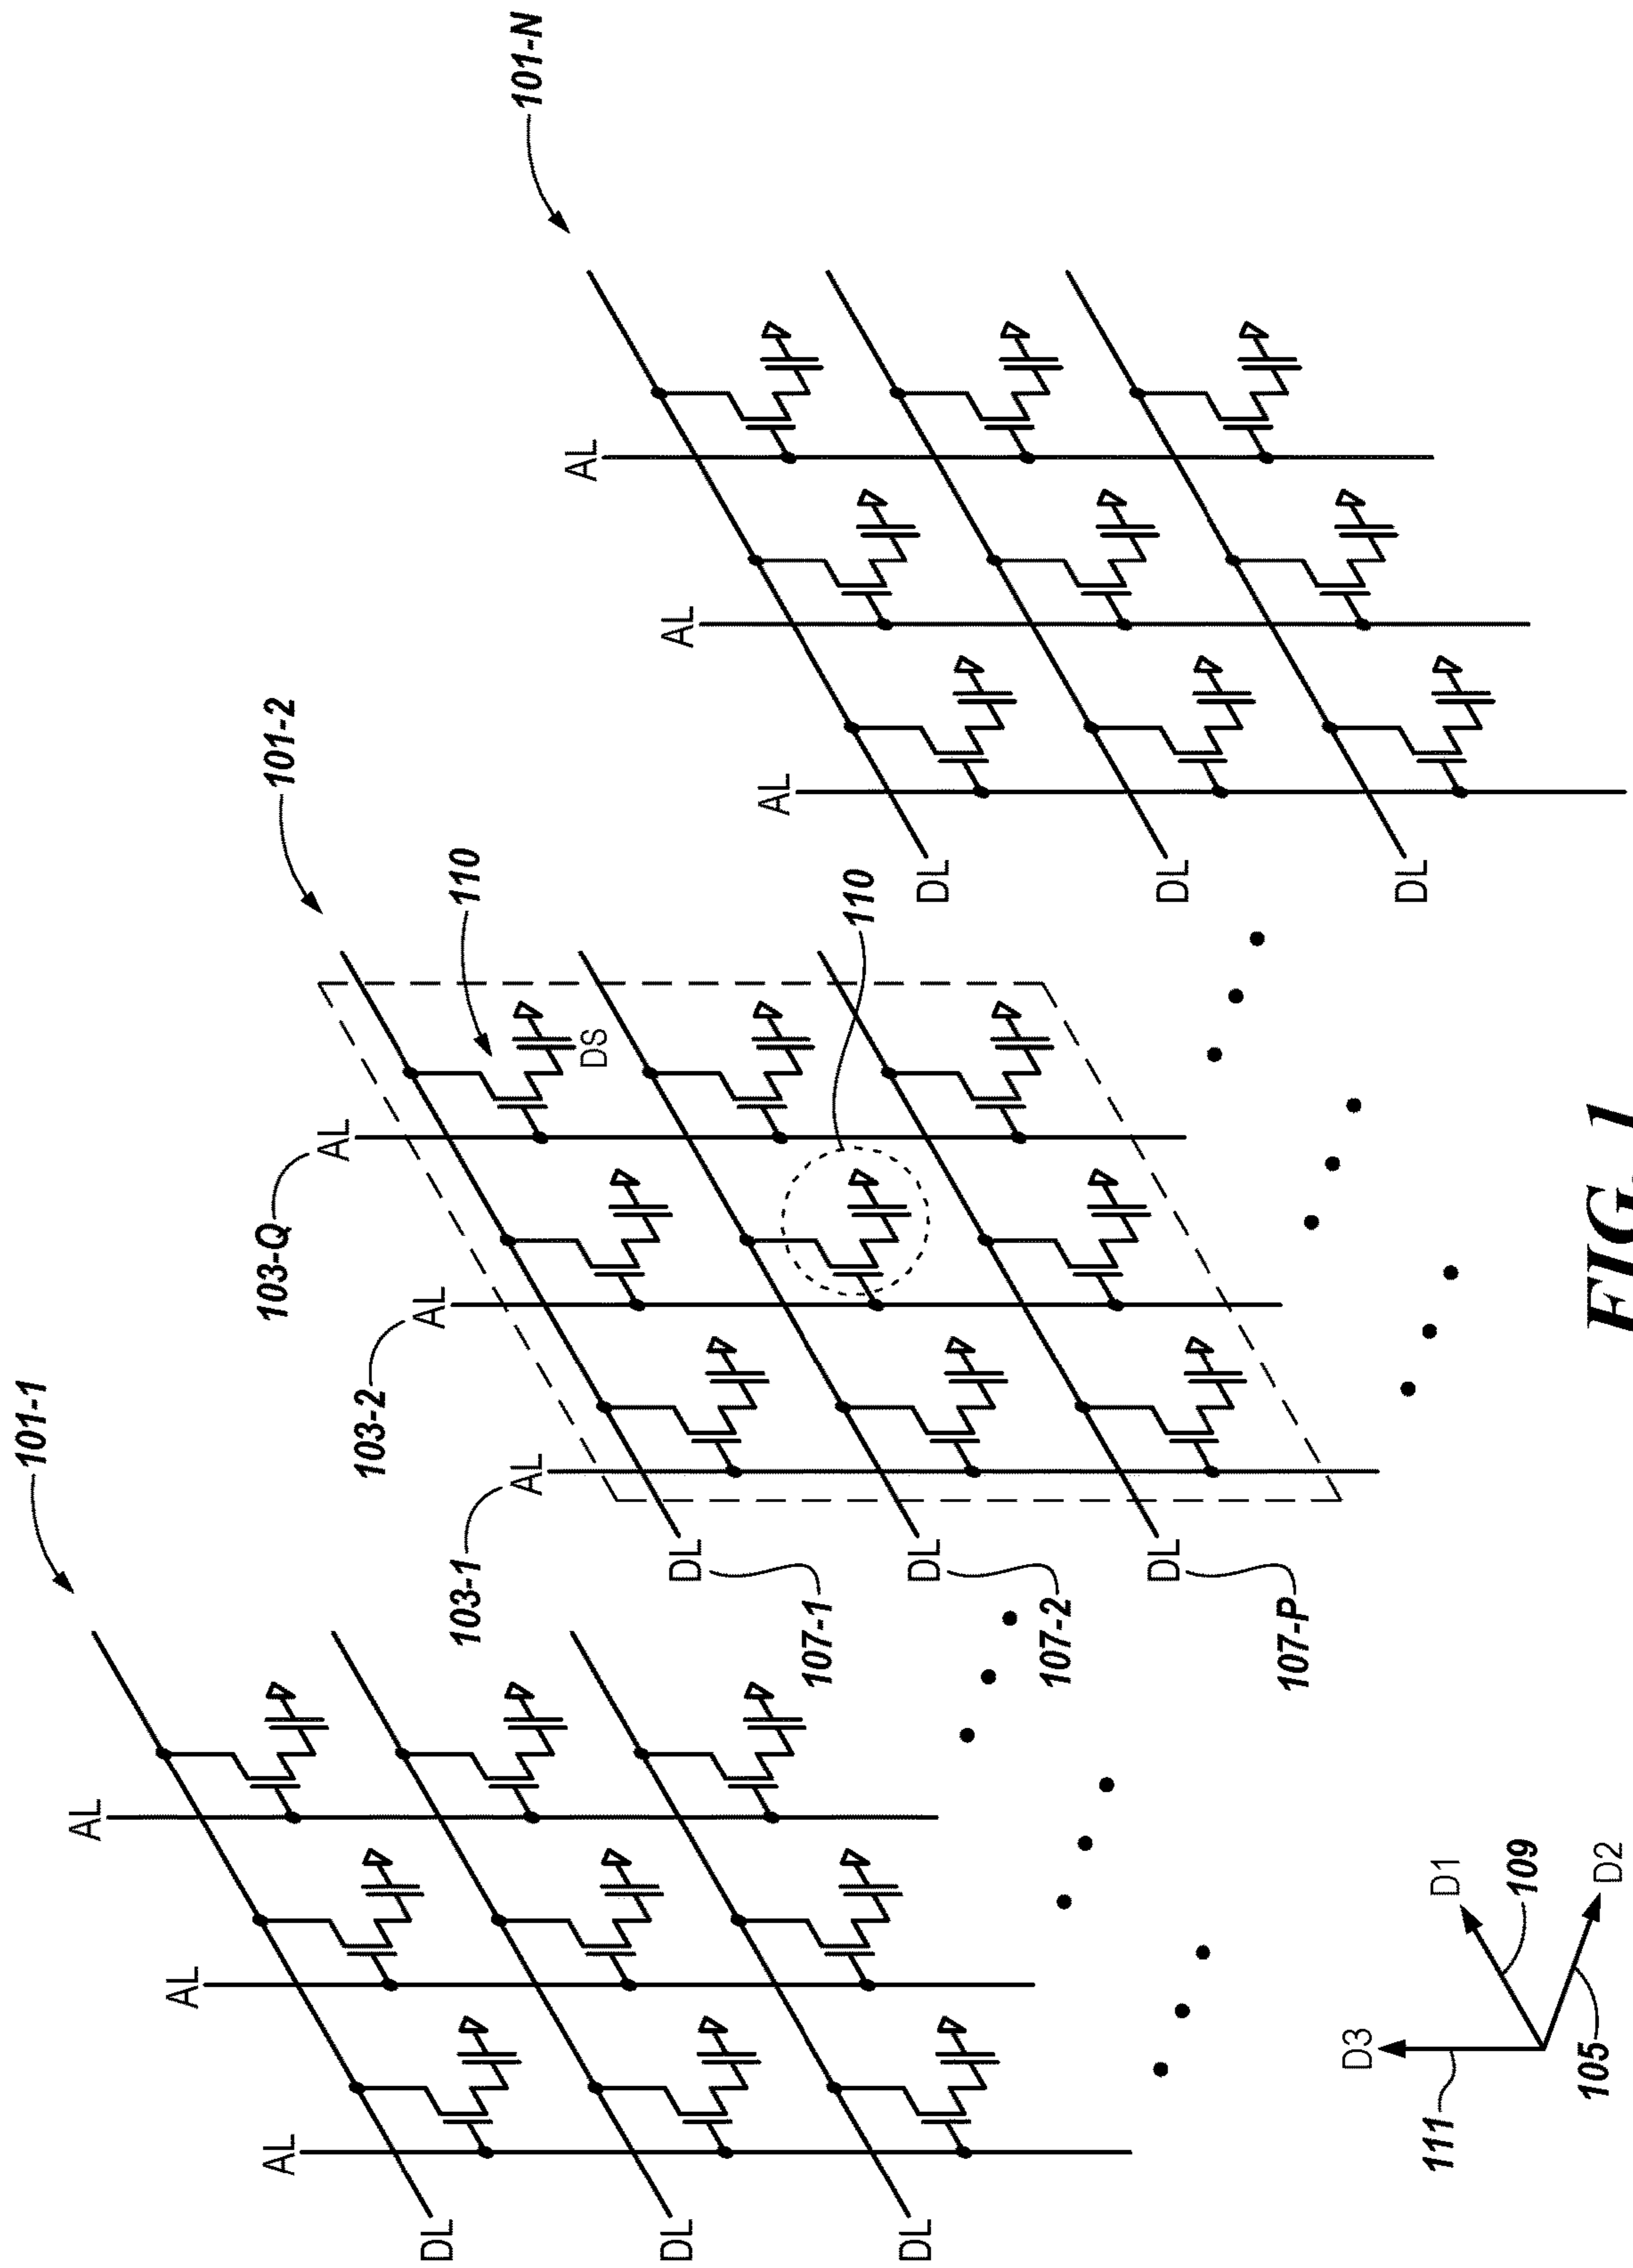 101-1
AL
AL
AL
DL
DL
DL
101-2
103-Q
AL
103-2
AL
103-1
AL
110
DS
110
DL
107-1
DL
107-2
DL
107-P
101-N
AL
AL
AL
DL
DL
DL
D3
111
D1
109
105
D2
FIG. 1